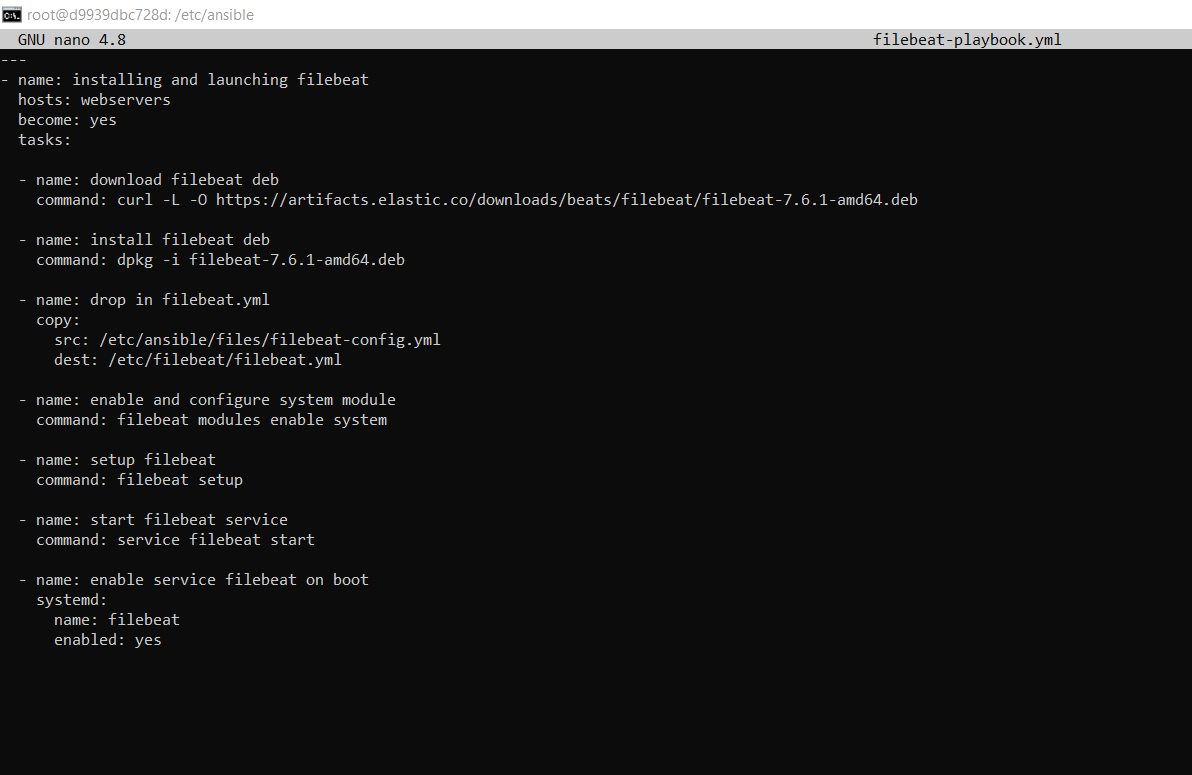 root@d9939dbc728d: /etc/ansible
GNU nano 4.8 filebeat-playbook.yml
---
- name: installing and launching filebeat
  hosts: webservers
  become: yes
  tasks:

  - name: download filebeat deb
    command: curl -L -O https://artifacts.elastic.co/downloads/beats/filebeat/filebeat-7.6.1-amd64.deb

  - name: install filebeat deb
    command: dpkg -i filebeat-7.6.1-amd64.deb

  - name: drop in filebeat.yml
    copy:
      src: /etc/ansible/files/filebeat-config.yml
      dest: /etc/filebeat/filebeat.yml

  - name: enable and configure system module
    command: filebeat modules enable system

  - name: setup filebeat
    command: filebeat setup

  - name: start filebeat service
    command: service filebeat start

  - name: enable service filebeat on boot
    systemd:
      name: filebeat
      enabled: yes